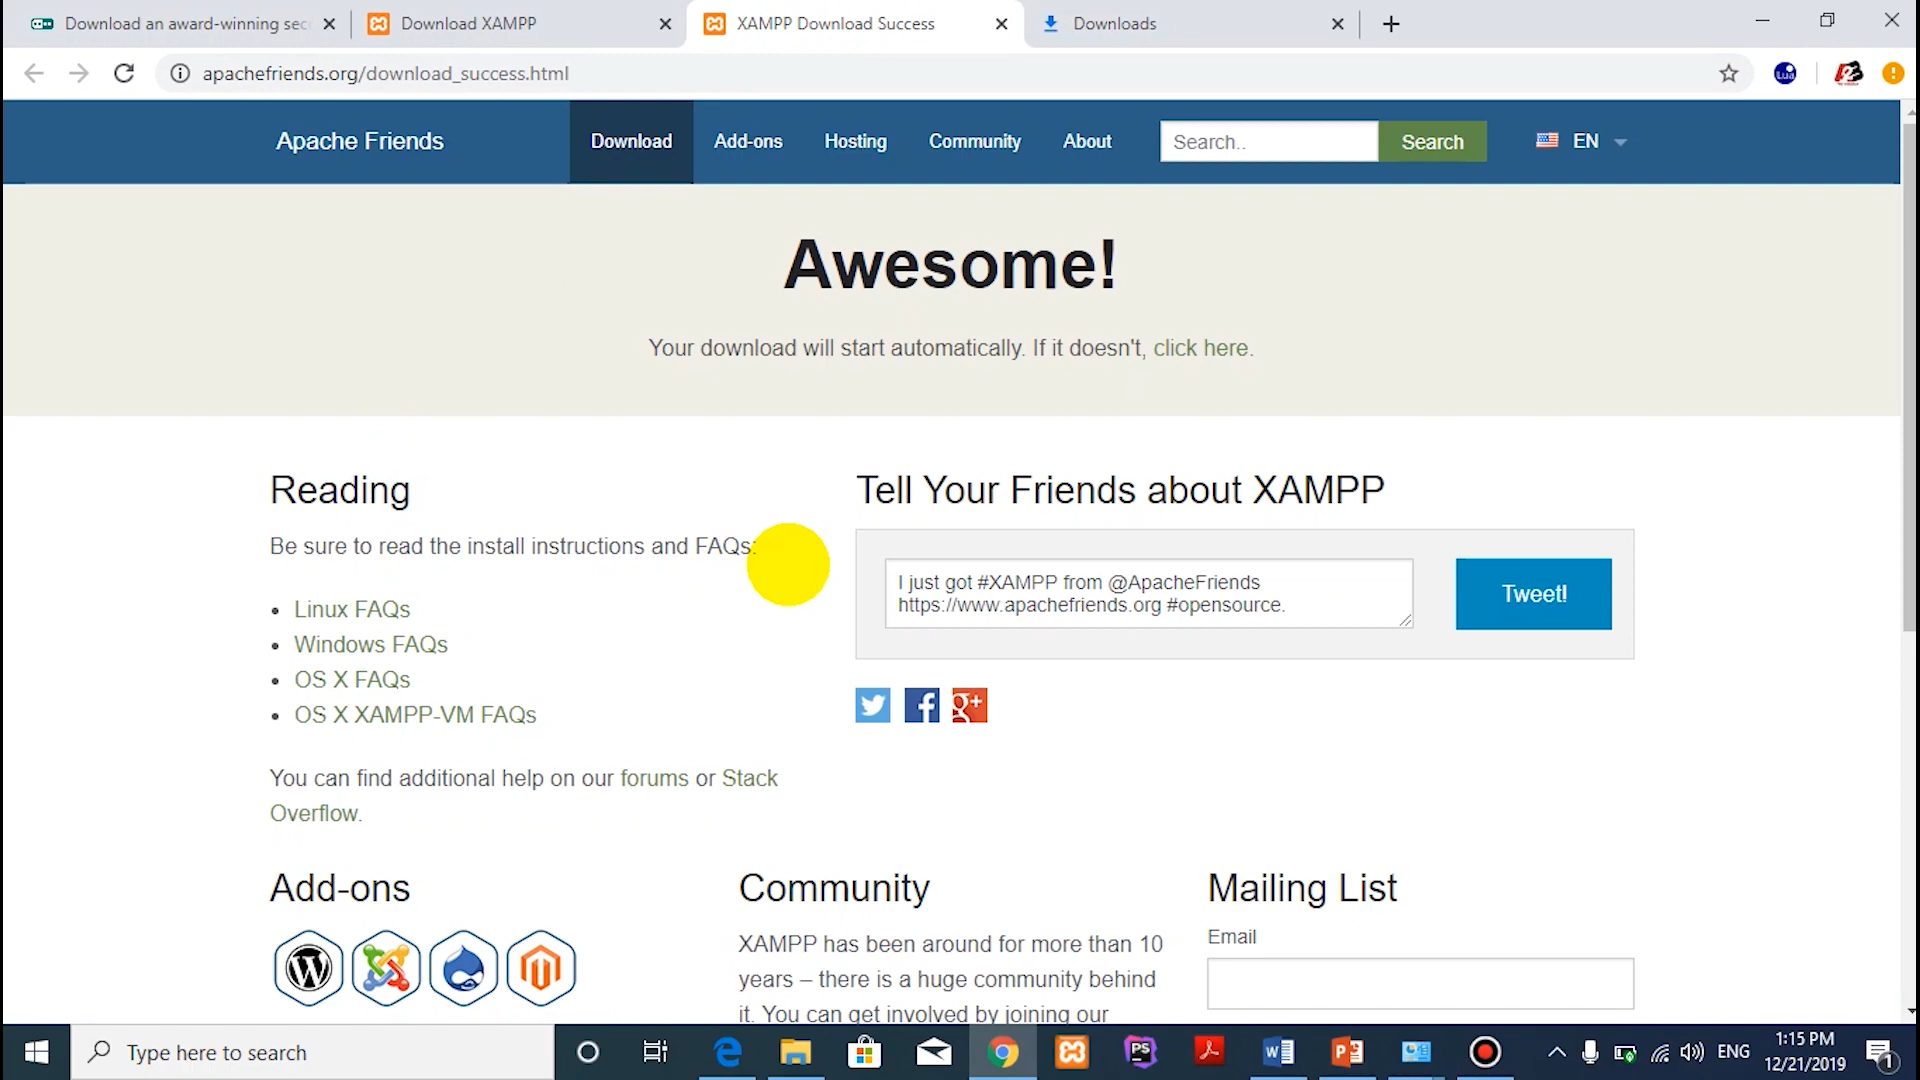 Download an award-winning sec
Download XAMPP
XAMPP Download Success
Downloads
apachefriends.org/download_success.html
Lua
Apache Friends
Download
Add-ons
Hosting
Community
About
Search..
Search
EN
Awesome!
Your download will start automatically. If it doesn't, click here.
Reading
Be sure to read the install instructions and FAQs:
Linux FAQs
Windows FAQs
OS X FAQs
OS X XAMPP-VM FAQs
You can find additional help on our forums or Stack
Overflow.
Tell Your Friends about XAMPP
I just got #XAMPP from @ApacheFriends
https://www.apachefriends.org #opensource.
Tweet!
g+
Add-ons
Community
XAMPP has been around for more than 10
years – there is a huge community behind
it. You can get involved by joining our
Mailing List
Email
Type here to search
PS
ENG
1:15 PM
12/21/2019
1